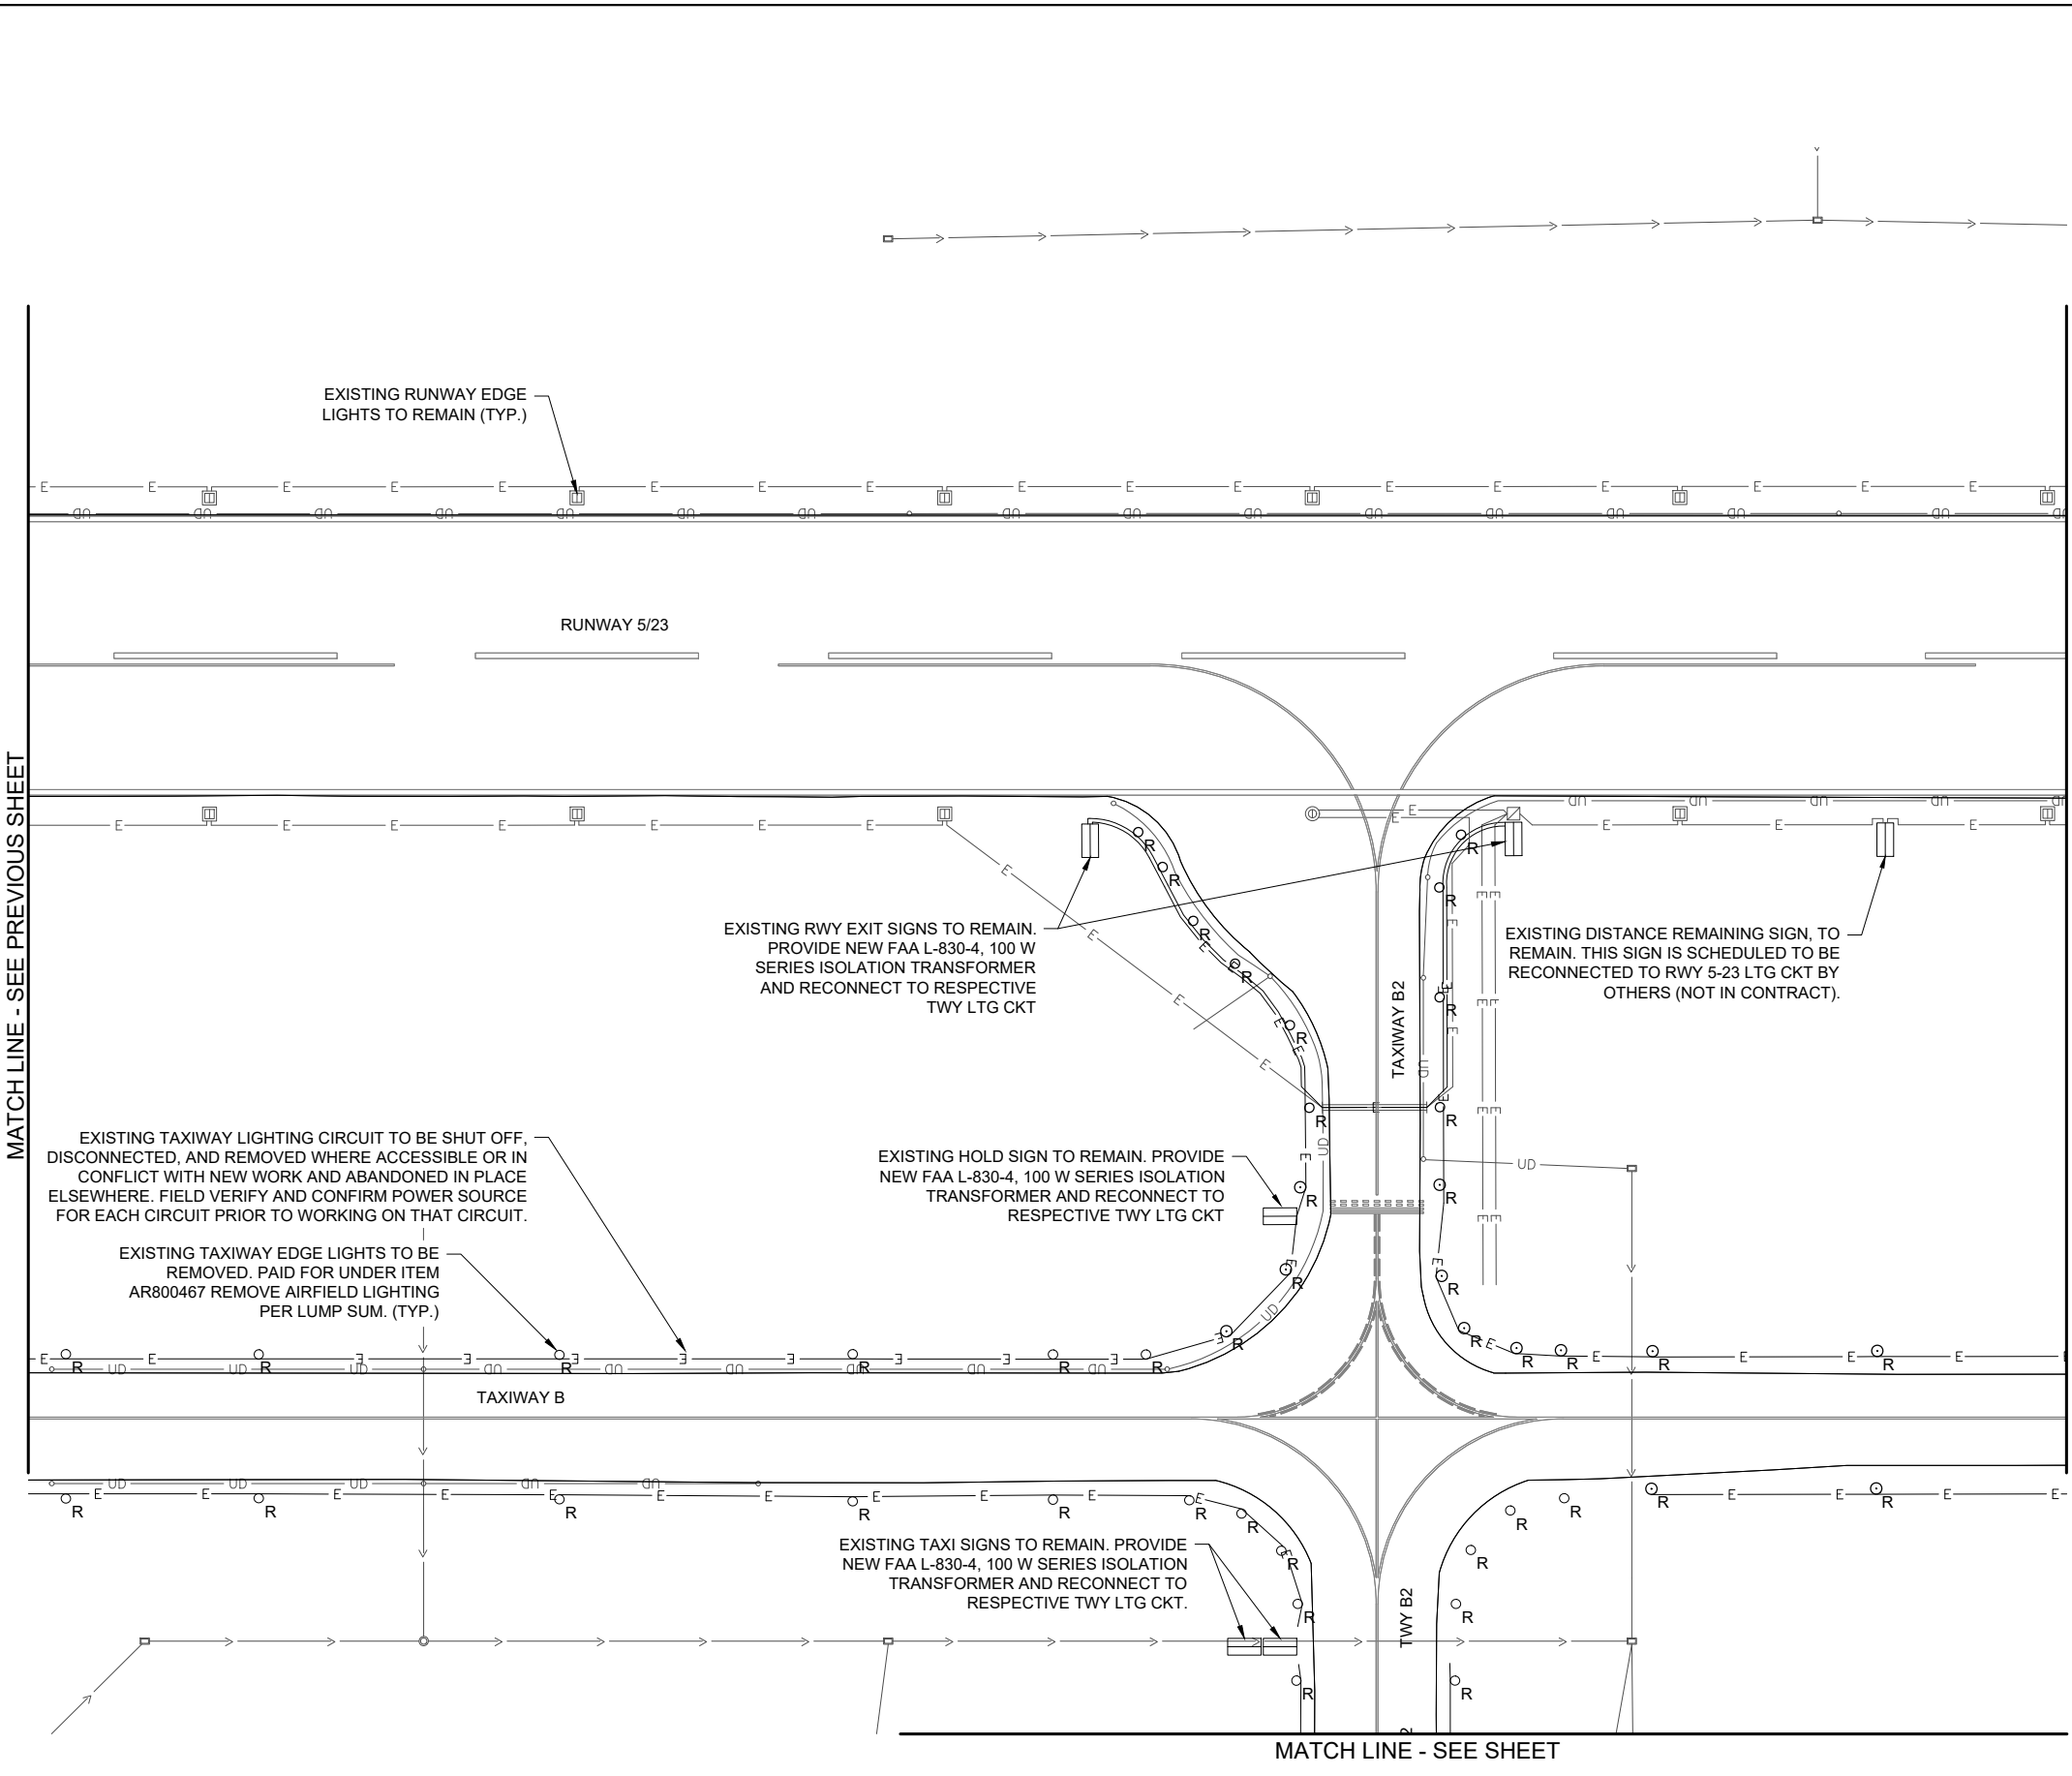 EXISTING RUNWAY EDGE
LIGHTS TO REMAIN (TYP.)
RUNWAY 5/23
MATCH LINE - SEE PREVIOUS SHEET
EXISTING RWY EXIT SIGNS TO REMAIN.
PROVIDE NEW FAA L-830-4, 100 W
SERIES ISOLATION TRANSFORMER
AND RECONNECT TO RESPECTIVE
TWY LTG CKT
TAXIWAY B2
EXISTING DISTANCE REMAINING SIGN, TO
REMAIN. THIS SIGN IS SCHEDULED TO BE
RECONNECTED TO RWY 5-23 LTG CKT BY
OTHERS (NOT IN CONTRACT).
EXISTING TAXIWAY LIGHTING CIRCUIT TO BE SHUT OFF,
DISCONNECTED, AND REMOVED WHERE ACCESSIBLE OR IN
CONFLICT WITH NEW WORK AND ABANDONED IN PLACE
ELSEWHERE. FIELD VERIFY AND CONFIRM POWER SOURCE
FOR EACH CIRCUIT PRIOR TO WORKING ON THAT CIRCUIT.
EXISTING HOLD SIGN TO REMAIN. PROVIDE
NEW FAA L-830-4, 100 W SERIES ISOLATION
TRANSFORMER AND RECONNECT TO
RESPECTIVE TWY LTG CKT
EXISTING TAXIWAY EDGE LIGHTS TO BE
REMOVED. PAID FOR UNDER ITEM
AR800467 REMOVE AIRFIELD LIGHTING
PER LUMP SUM. (TYP.)
TAXIWAY B
EXISTING TAXI SIGNS TO REMAIN. PROVIDE
NEW FAA L-830-4, 100 W SERIES ISOLATION
TRANSFORMER AND RECONNECT TO
RESPECTIVE TWY LTG CKT.
TWY B2
MATCH LINE - SEE SHEET